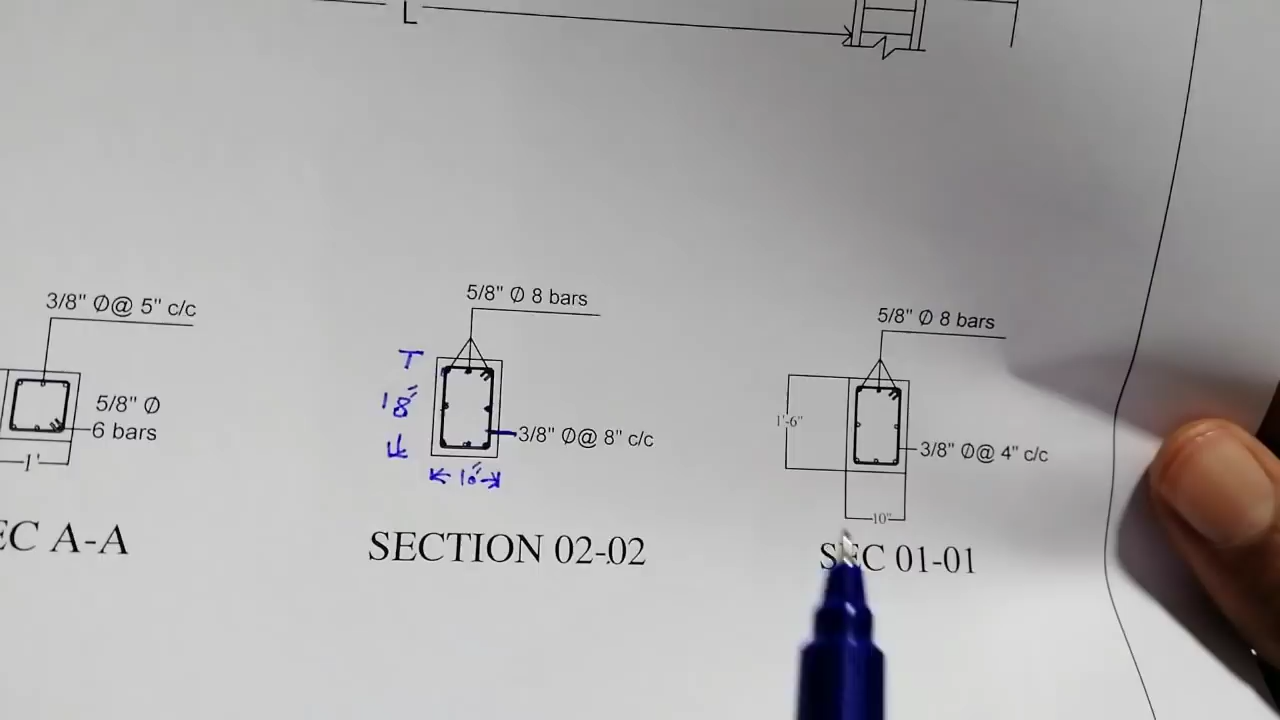 L
3/8" Ø@ 5" c/c
5/8" Ø
6 bars
1'
EC A-A
5/8" Ø 8 bars
18"
3/8" Ø@ 8" c/c
10"
SECTION 02-02
5/8" Ø 8 bars
1'-6"
3/8" Ø@ 4" c/c
10"
SEC 01-01